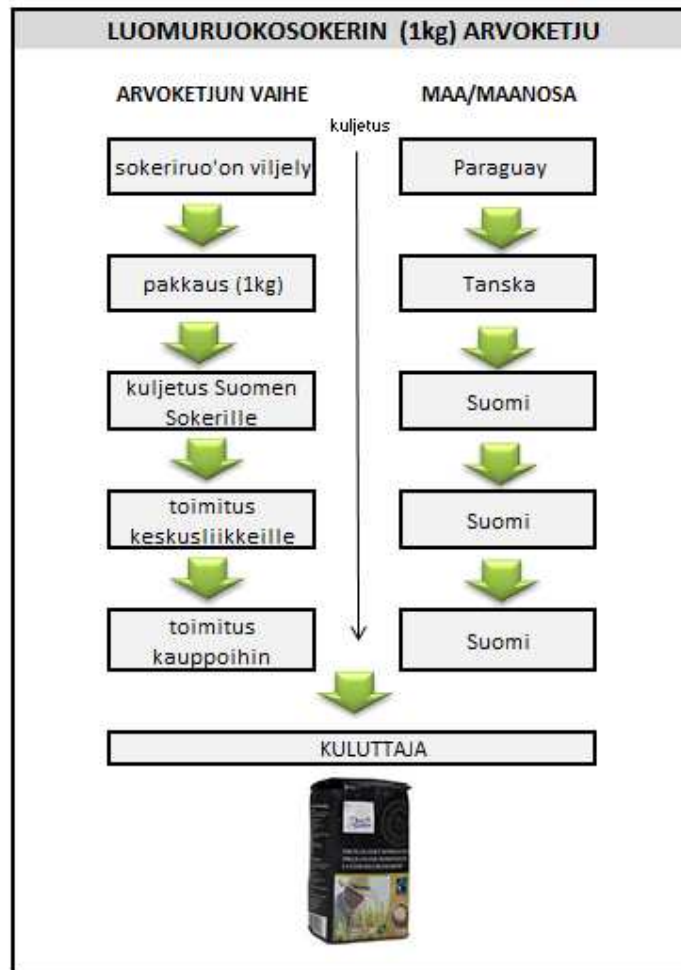 LUOMURUOKOSOKERIN (1kg) ARVOKETJU
ARVOKETJUN VAIHE
MAA/MAANOSA
kuljetus
sokeriruo'on viljely
Paraguay
pakkaus (1kg)
Tanska
kuljetus Suomen
Sokerille
Suomi
toimitus
keskusliikkeille
Suomi
toimitus
kauppoihin
Suomi
KULUTTAJA